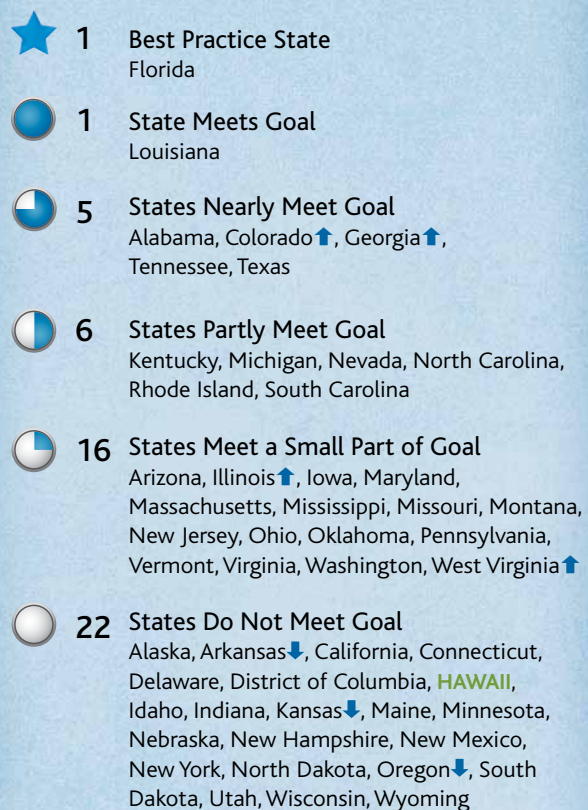 1 Best Practice State
Florida
1 State Meets Goal
Louisiana
5 States Nearly Meet Goal
Alabama, Colorado⬆, Georgia⬆,
Tennessee, Texas
6 States Partly Meet Goal
Kentucky, Michigan, Nevada, North Carolina,
Rhode Island, South Carolina
16 States Meet a Small Part of Goal
Arizona, Illinois⬆, Iowa, Maryland,
Massachusetts, Mississippi, Missouri, Montana,
New Jersey, Ohio, Oklahoma, Pennsylvania,
Vermont, Virginia, Washington, West Virginia⬆
22 States Do Not Meet Goal
Alaska, Arkansas⬇, California, Connecticut,
Delaware, District of Columbia, HAWAII,
Idaho, Indiana, Kansas⬇, Maine, Minnesota,
Nebraska, New Hampshire, New Mexico,
New York, North Dakota, Oregon⬇, South
Dakota, Utah, Wisconsin, Wyoming